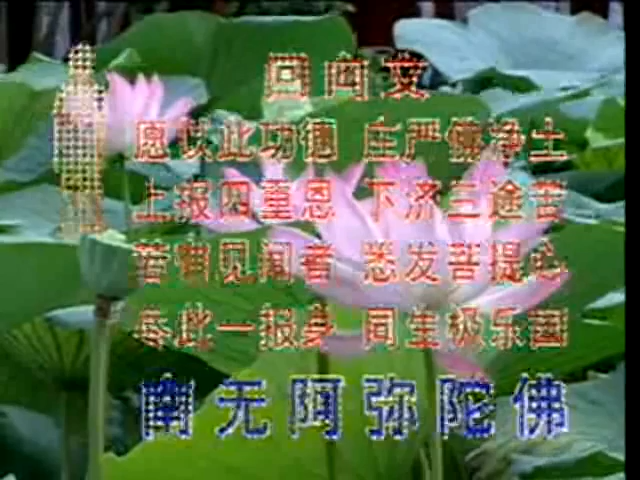 回向文
愿以此功德 庄严佛净土
上报四重恩 下济三途苦
若有见闻者 悉发菩提心
尽此一报身 同生极乐国
南无阿弥陀佛